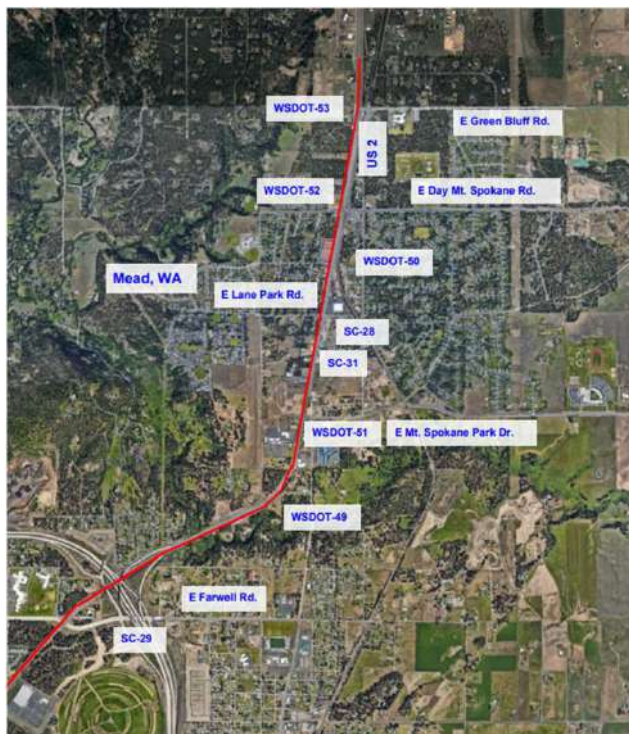 WSDOT-53
E Green Bluff Rd.
US 2
WSDOT-52
E Day Mt. Spokane Rd.
WSDOT-50
Mead, WA
E Lane Park Rd.
SC-28
SC-31
WSDOT-51
E Mt. Spokane Park Dr.
WSDOT-49
E Farwell Rd.
SC-29